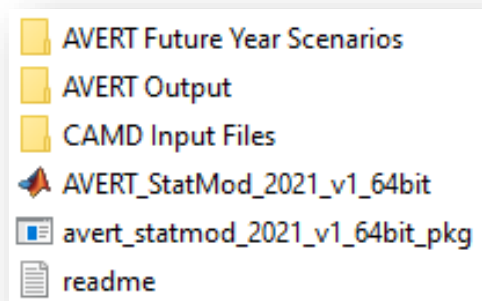 AVERT Future Year Scenarios
AVERT Output
CAMD Input Files
AVERT_StatMod_2021_v1_64bit
avert_statmod_2021_v1_64bit_pkg
readme